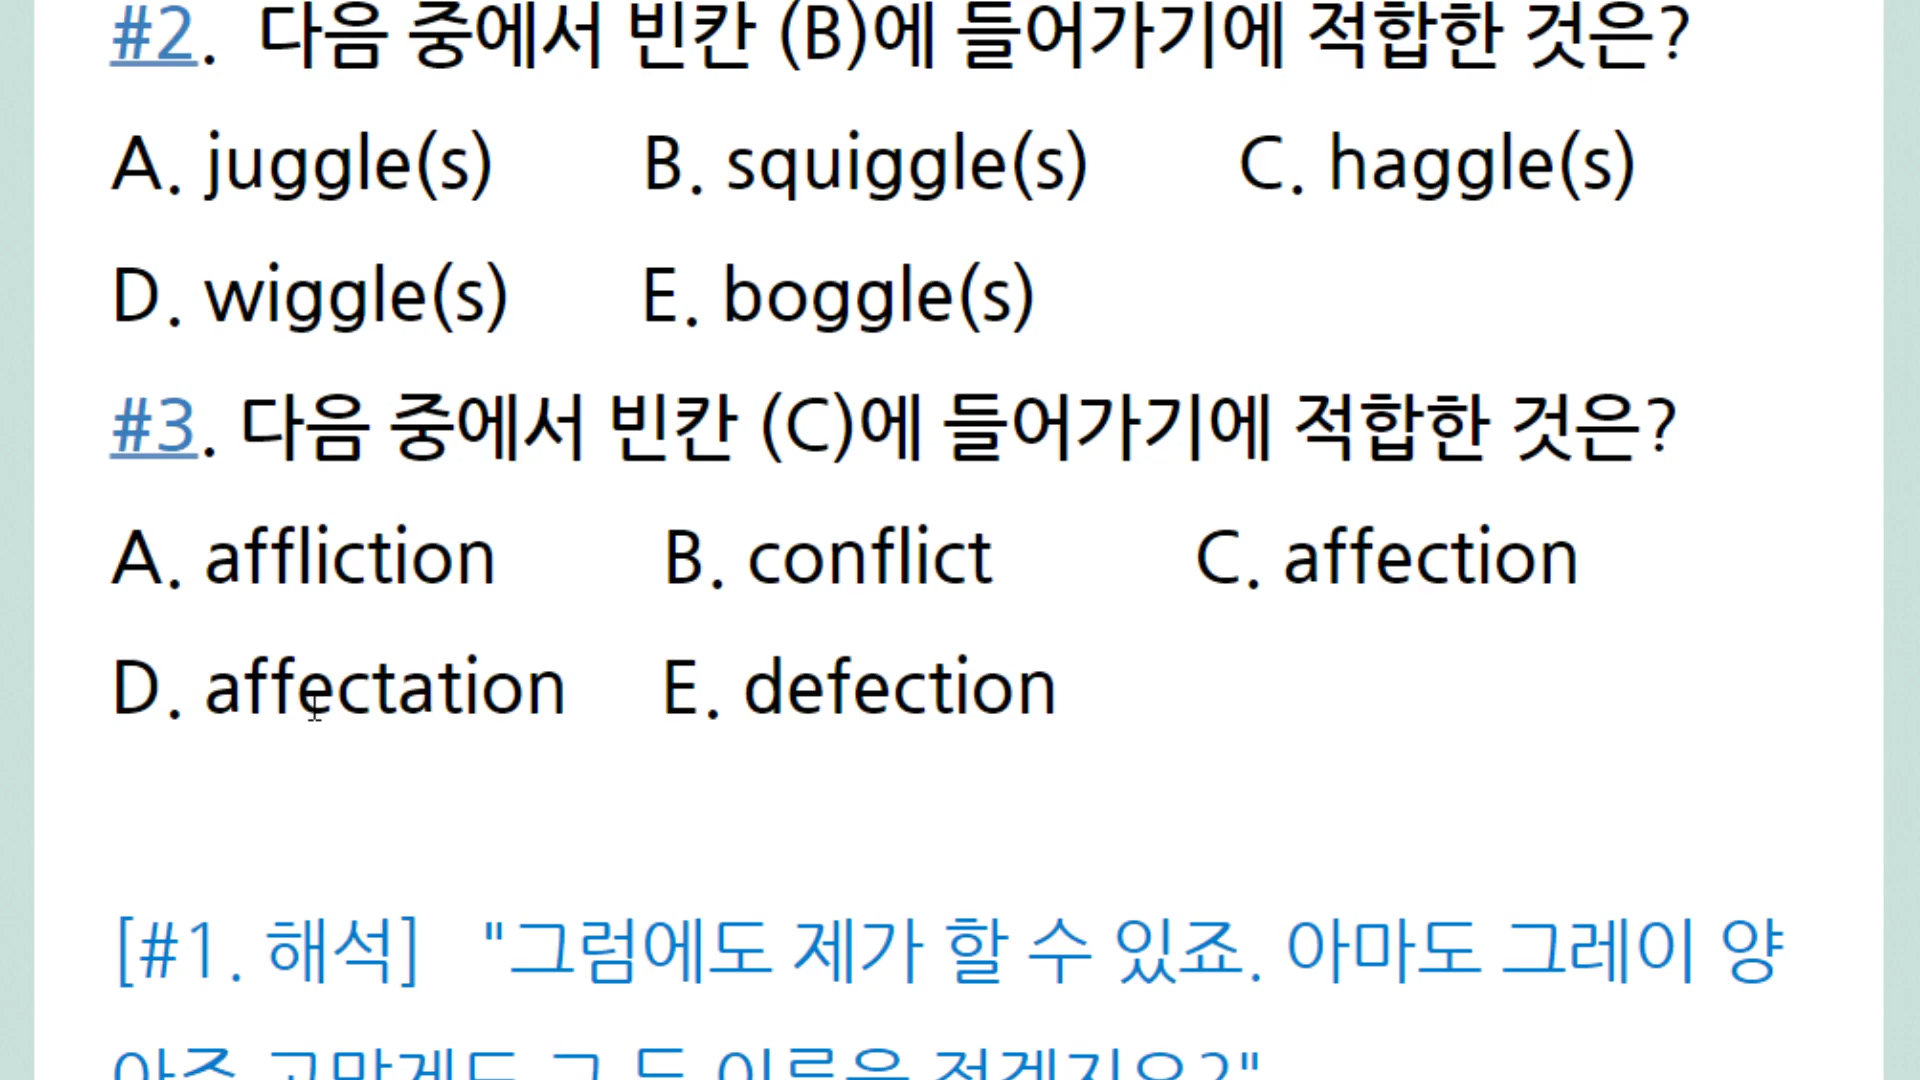 #2. 다음 중에서 빈칸 (B)에 들어가기에 적합한 것은?
A. juggle(s) B. squiggle(s) C. haggle(s)
D. wiggle(s) E. boggle(s)
#3. 다음 중에서 빈칸 (C)에 들어가기에 적합한 것은?
A. affliction B. conflict C. affection
D. affectation E. defection
[#1. 해석] "그럼에도 제가 할 수 있죠. 아마도 그레이 양